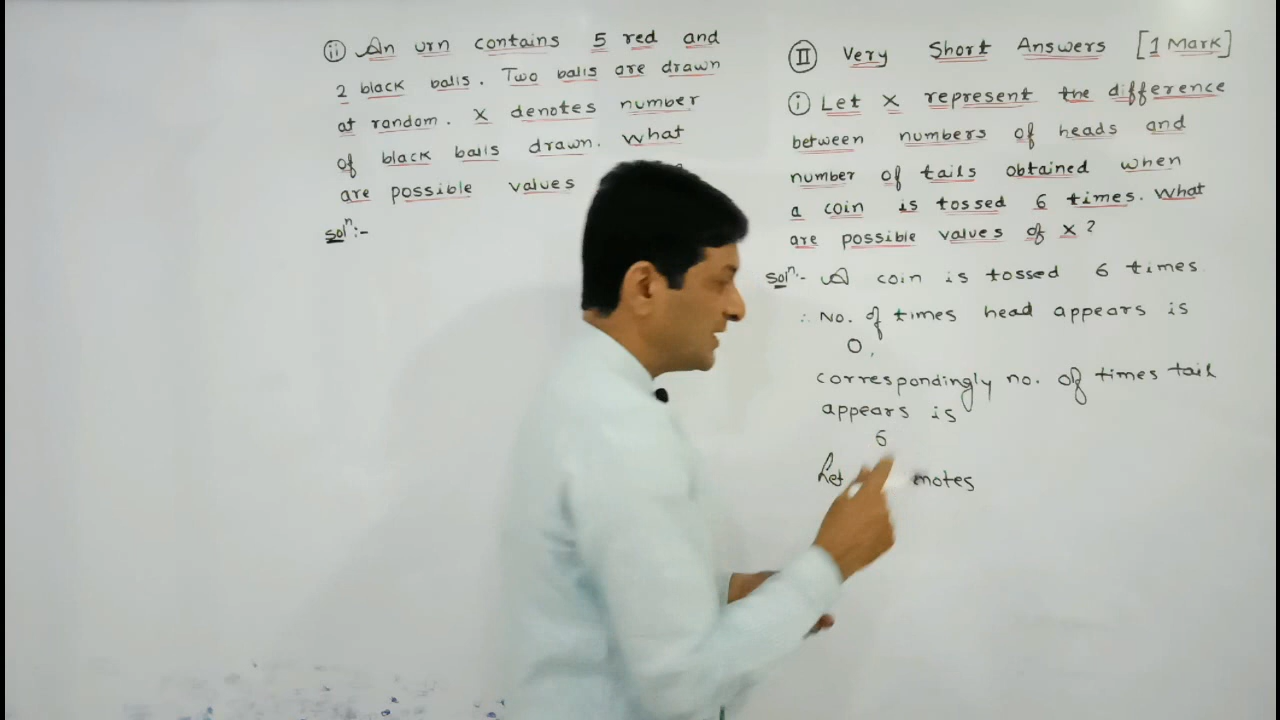 ii An urn contains 5 red and
2 black balls. Two balls are drawn
at random. X denotes number
of black balls drawn. What
are possible values
Solⁿ:-
II Very Short Answers [1 Mark]
i Let X represent the difference
between numbers of heads and
number of tails obtained when
a coin is tossed 6 times. What
are possible values of X?
Solⁿ:- A coin is tossed 6 times
∴ No. of times head appears is
0,
correspondingly no. of times tail
appears is
6
Let